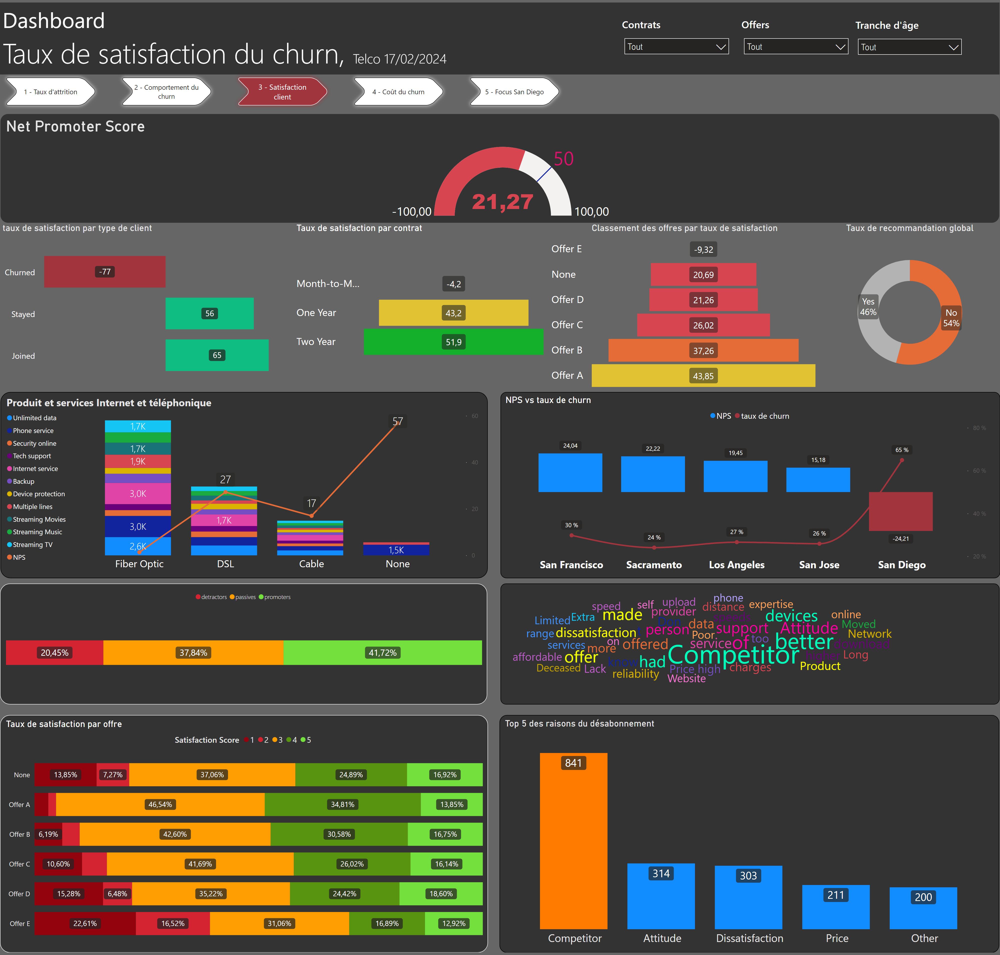 Dashboard
Taux de satisfaction du churn, Telco 17/02/2024
Contrats
Tout
Offers
Tout
Tranche d'âge
Tout
1 - Taux d'attrition
2 - Comportement du
churn
3 - Satisfaction
client
4 - Coût du churn
5 - Focus San Diego
Net Promoter Score
50
21,27
-100,00
100,00
taux de satisfaction par type de client
Churned
-77
Stayed
56
Joined
65
Taux de satisfaction par contrat
Month-to-M...
-4,2
One Year
43,2
Two Year
51,9
Classement des offres par taux de satisfaction
Offer E
-9,32
None
20,69
Offer D
21,26
Offer C
26,02
Offer B
37,26
Offer A
43,85
Taux de recommandation global
Yes
46%
No
54%
Produit et services Internet et téléphonique
Unlimited data
Phone service
Security online
Tech support
Internet service
Backup
Device protection
Multiple lines
Streaming Movies
Streaming Music
Streaming TV
NPS
1,7K
1,7K
1,9K
3,0K
3,0K
2,6K
27
1,7K
17
57
1,5K
60
40
20
0
Fiber Optic
DSL
Cable
None
NPS vs taux de churn
NPS
taux de churn
24,04
22,22
19,45
15,18
65 %
30 %
24 %
27 %
26 %
-24,21
80 %
60 %
40 %
20 %
San Francisco
Sacramento
Los Angeles
San Jose
San Diego
detractors
passives
promoters
20,45%
37,84%
41,72%
phone
speed
self
upload
distance
expertise
made
provider
devices
online
Limited
Extra
Don
data
speeds
Attitude
Moved
range
dissatisfaction
t
person
Poor
support
Network
services
on
offered
service
of
too
better
download
more
affordable
offer
know
had
Competitor
higher
Long
Deceased
Lack
Price high
charges
Product
reliability
Website
Taux de satisfaction par offre
Satisfaction Score
1
2
3
4
5
None
13,85%
7,27%
37,06%
24,89%
16,92%
Offer A
46,54%
34,81%
13,85%
Offer B
6,19%
42,60%
30,58%
16,75%
Offer C
10,60%
41,69%
26,02%
16,14%
Offer D
15,28%
6,48%
35,22%
24,42%
18,60%
Offer E
22,61%
16,52%
31,06%
16,89%
12,92%
Top 5 des raisons du désabonnement
841
314
303
211
200
Competitor
Attitude
Dissatisfaction
Price
Other